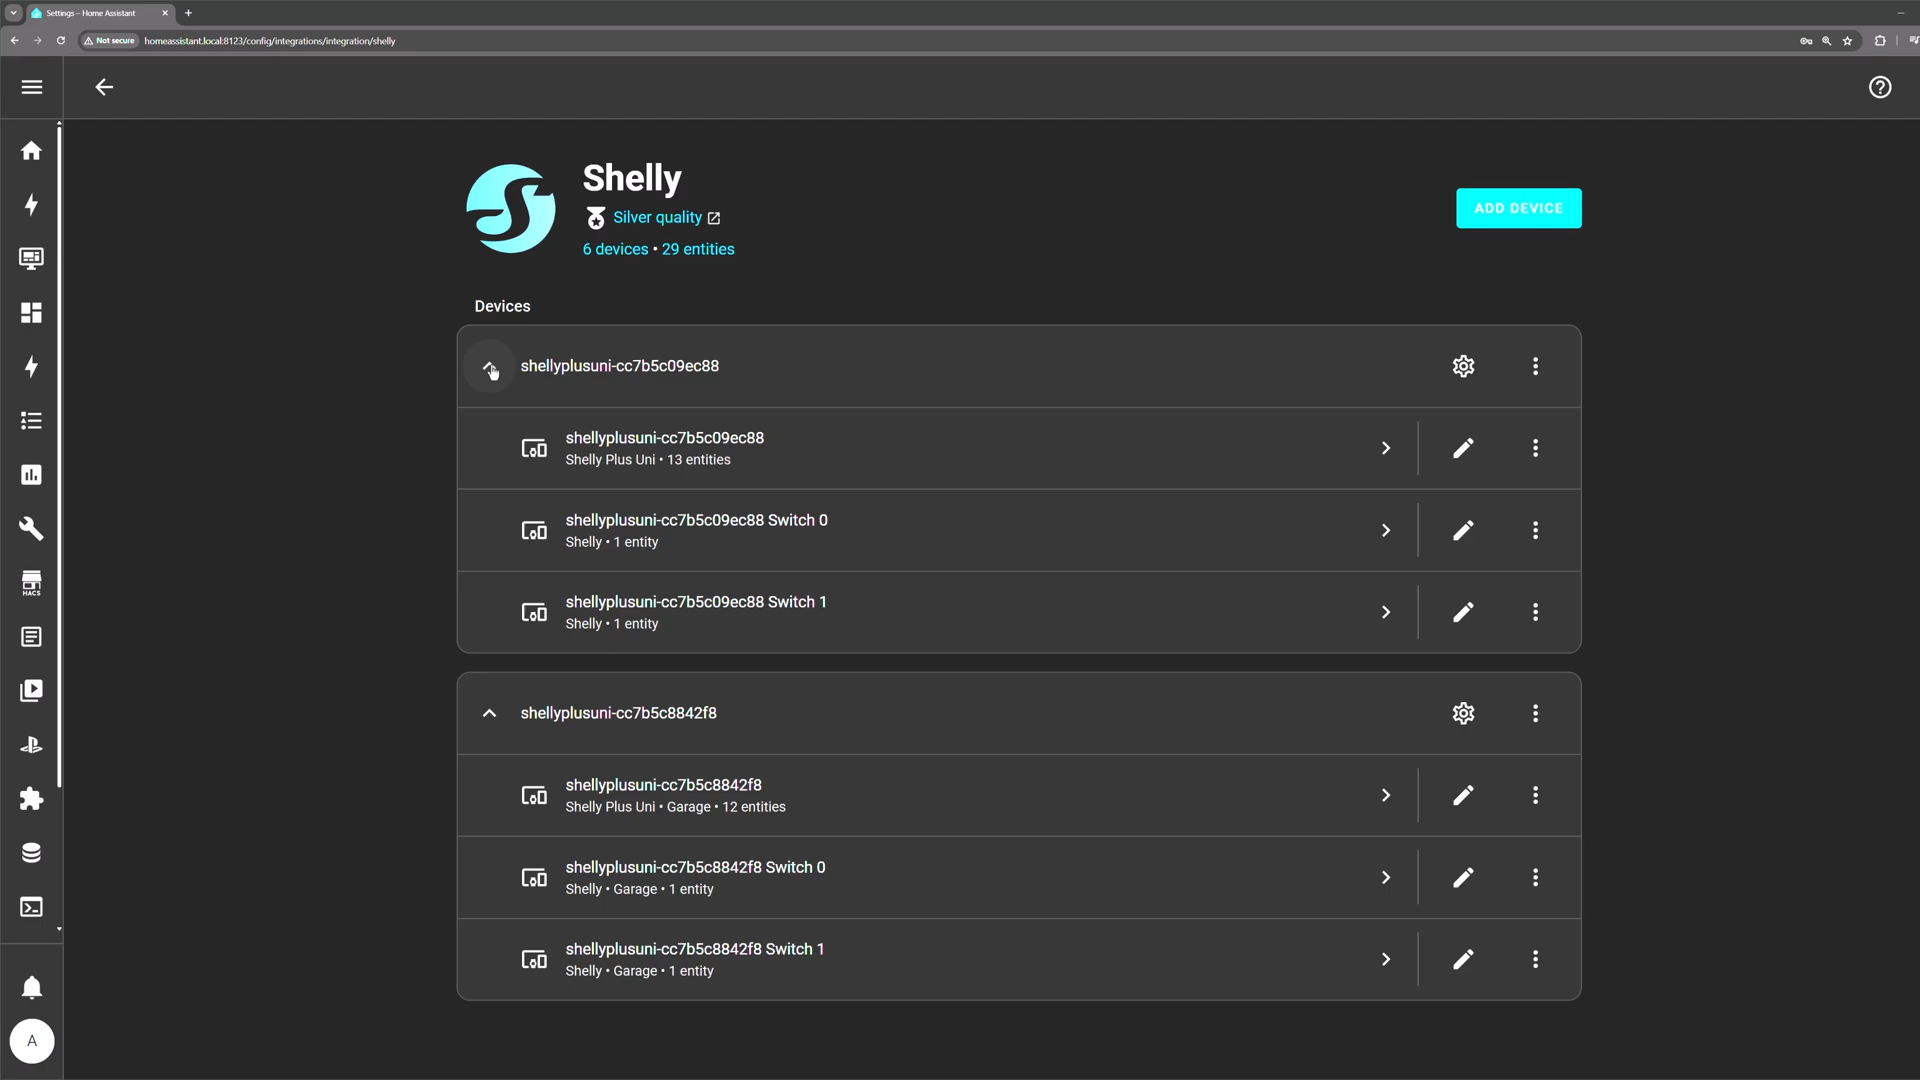 Settings – Home Assistant
Not secure
homeassistant.local:8123/config/integrations/integration/shelly
Shelly
Silver quality
6 devices • 29 entities
ADD DEVICE
Devices
shellyplusuni-cc7b5c09ec88
shellyplusuni-cc7b5c09ec88
Shelly Plus Uni • 13 entities
shellyplusuni-cc7b5c09ec88 Switch 0
Shelly • 1 entity
shellyplusuni-cc7b5c09ec88 Switch 1
Shelly • 1 entity
HACS
shellyplusuni-cc7b5c8842f8
shellyplusuni-cc7b5c8842f8
Shelly Plus Uni • Garage • 12 entities
shellyplusuni-cc7b5c8842f8 Switch 0
Shelly • Garage • 1 entity
shellyplusuni-cc7b5c8842f8 Switch 1
Shelly • Garage • 1 entity
A